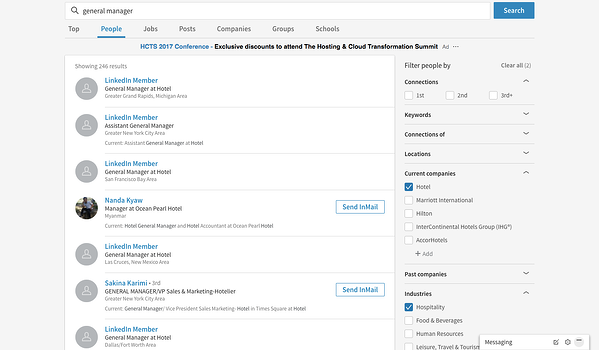 general manager
Search
Top People Jobs Posts Companies Groups Schools
HCTS 2017 Conference - Exclusive discounts to attend The Hosting & Cloud Transformation Summit Ad ···
Showing 246 results
LinkedIn Member
General Manager at Hotel
Greater Grand Rapids, Michigan Area
LinkedIn Member
Assistant General Manager
Greater New York City Area
Current: Assistant General Manager at Hotel
LinkedIn Member
General Manager at Hotel
San Francisco Bay Area
Nanda Kyaw
Manager at Ocean Pearl Hotel
Myanmar
Current: Hotel General Manager and Hotel Accountant at Ocean Pearl Hotel
Send InMail
LinkedIn Member
General Manager at Hotel
Las Cruces, New Mexico Area
Sakina Karimi • 3rd
GENERAL MANAGER/VP Sales & Marketing-Hotelier
Greater New York City Area
Current: General Manager/ Vice President Sales Marketing- Hotel in Times Square at Hotel
Send InMail
LinkedIn Member
General Manager at Hotel
Dallas/Fort Worth Area
Filter people by Clear all (2)
Connections
1st 2nd 3rd+
Keywords
Connections of
Locations
Current companies
Hotel
Marriott International
Hilton
InterContinental Hotels Group (IHG®)
AccorHotels
+ Add
Past companies
Industries
Hospitality
Food & Beverages
Human Resources
Leisure, Travel & Tourism
Messaging